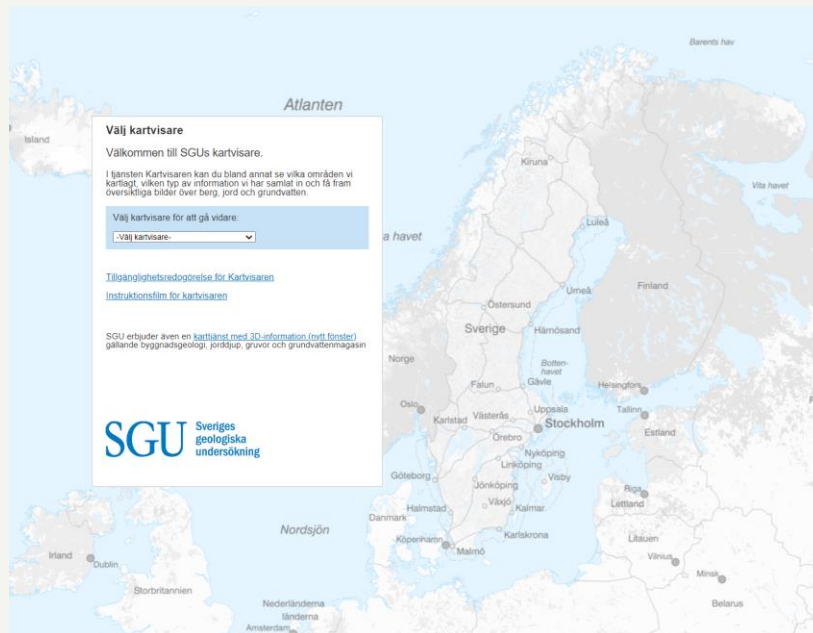 Barents hav
Atlanten
Island
Välj kartvisare
Välkommen till SGUs kartvisare.
I tjänsten Kartvisaren kan du bland annat se vilka områden vi
kartlagt, vilken typ av information vi har samlat in och få fram
översiktliga bilder över berg, jord och grundvatten.
Välj kartvisare för att gå vidare:
-Välj kartvisare-
Tillgänglighetsredogörelse för Kartvisaren
Instruktionsfilm för kartvisaren
SGU erbjuder även en karttjänst med 3D-information (nytt fönster)
gällande byggnadsgeologi, jorddjup, gruvor och grundvattenmagasin
SGU
Sveriges
geologiska
undersökning
Kiruna
Vita havet
a havet
Luleå
Umeå
Finland
Östersund
Sverige
Härnösand
Norge
Botten-
havet
Falun
Gävle
Helsingfors
Oslo
Uppsala
Tallinn
Karlstad
Västerås
Stockholm
Örebro
Estland
Nyköping
Linköping
Göteborg
Jönköping
Visby
Riga
Växjö
Lettland
Halmstad
Kalmar
Danmark
Nordsjön
Karlskrona
Köpenhamn
Malmö
Litauen
Irland
Dublin
Vilnius
Minsk
Storbritannien
Nederländerna
länderna
Belarus
Amsterdam